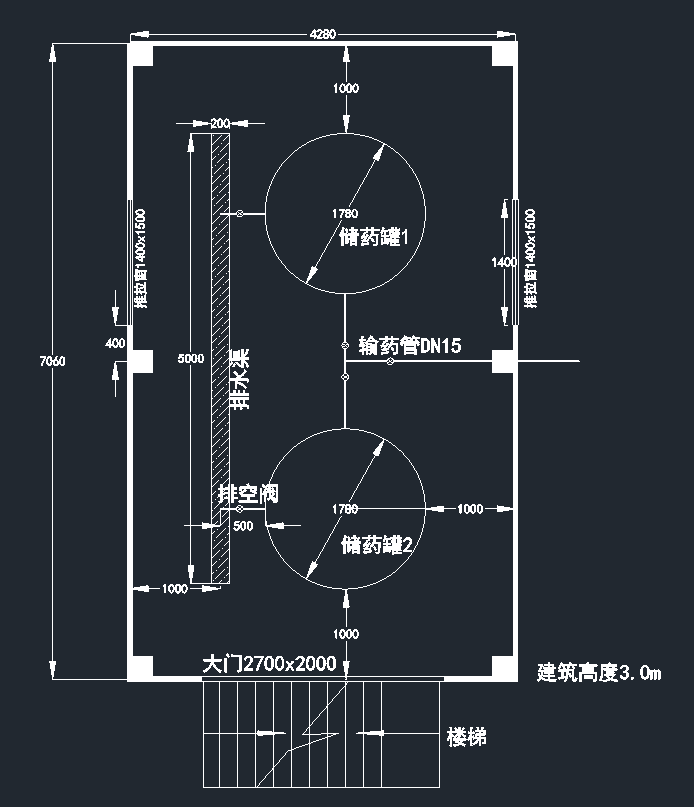 4280
1000
200
1780
储药罐1
推拉窗1400x1500
1400
推拉窗1400x1500
400
7060
5000
排水渠
输药管DN15
排空阀
500
1780
1000
储药罐2
1000
1000
大门2700x2000
建筑高度3.0m
楼梯